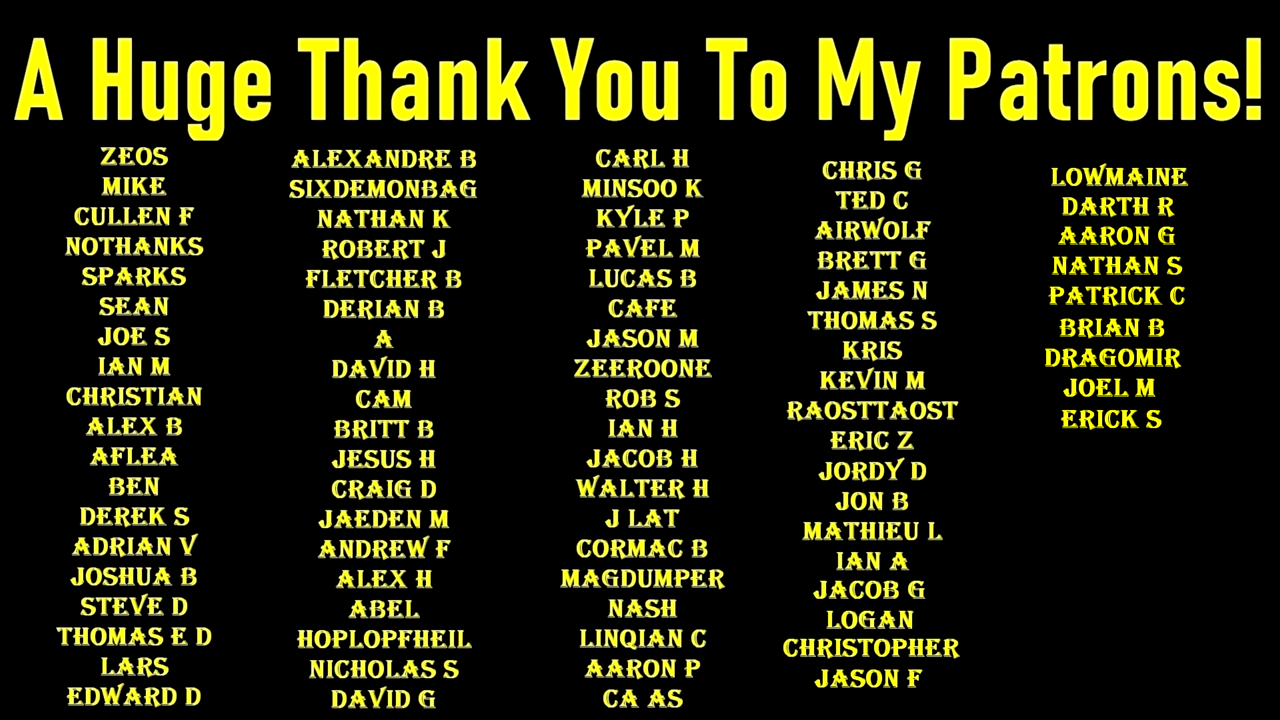 A Huge Thank You To My Patrons!
ZEOS
MIKE
CULLEN F
NOTHANKS
SPARKS
SEAN
JOE S
IAN M
CHRISTIAN
ALEX B
AFLEA
BEN
DEREK S
ADRIAN V
JOSHUA B
STEVE D
THOMAS E D
LARS
EDWARD D
ALEXANDRE B
SIXDEMONBAG
NATHAN K
ROBERT J
FLETCHER B
DERIAN B
A
DAVID H
CAM
BRITT B
JESUS H
CRAIG D
JAEDEN M
ANDREW F
ALEX H
ABEL
HOPLOPFHEIL
NICHOLAS S
DAVID G
CARL H
MINSOO K
KYLE P
PAVEL M
LUCAS B
CAFE
JASON M
ZEEROONE
ROB S
IAN H
JACOB H
WALTER H
J LAT
CORMAC B
MAGDUMPER
NASH
LINQIAN C
AARON P
CA AS
CHRIS G
TED C
AIRWOLF
BRETT G
JAMES N
THOMAS S
KRIS
KEVIN M
RAOSTTAOST
ERIC Z
JORDY D
JON B
MATHIEU L
IAN A
JACOB G
LOGAN
CHRISTOPHER
JASON F
LOWMAINE
DARTH R
AARON G
NATHAN S
PATRICK C
BRIAN B
DRAGOMIR
JOEL M
ERICK S